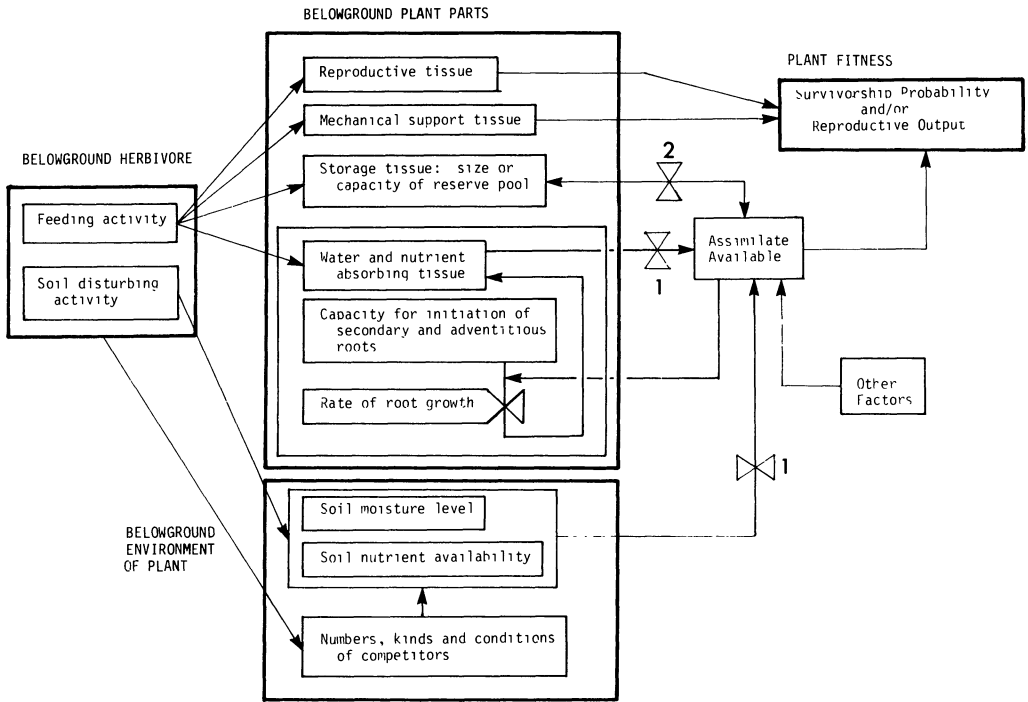 BELOWGROUND PLANT PARTS
Reproductive tissue
Mechanical support tissue
Storage tissue: size or
capacity of reserve pool
Water and nutrient
absorbing tissue
Capacity for initiation of
secondary and adventitious
roots
Rate of root growth
PLANT FITNESS
Survivorship Probability
and/or
Reproductive Output
BELOWGROUND HERBIVORE
Feeding activity
Soil disturbing
activity
2
1
Assimilate
Available
Other
Factors
1
BELOWGROUND
ENVIRONMENT
OF PLANT
Soil moisture level
Soil nutrient availability
Numbers, kinds and conditions
of competitors